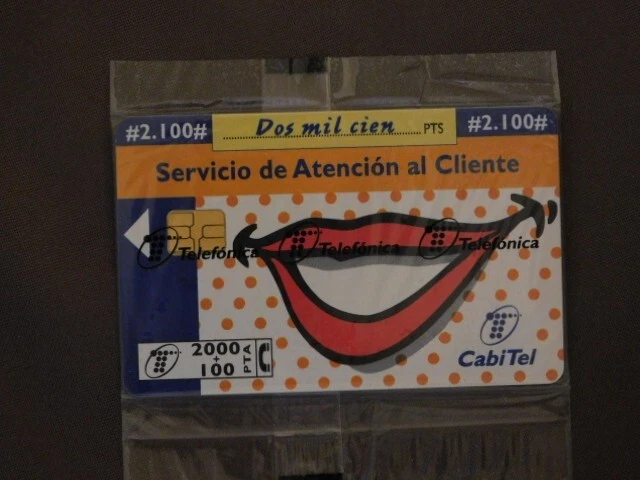 #2.100# Dos mil cien PTS #2.100#
Servicio de Atención al Cliente
Telefónica Telefónica Telefónica
2000
+
100
PTA
CabiTel